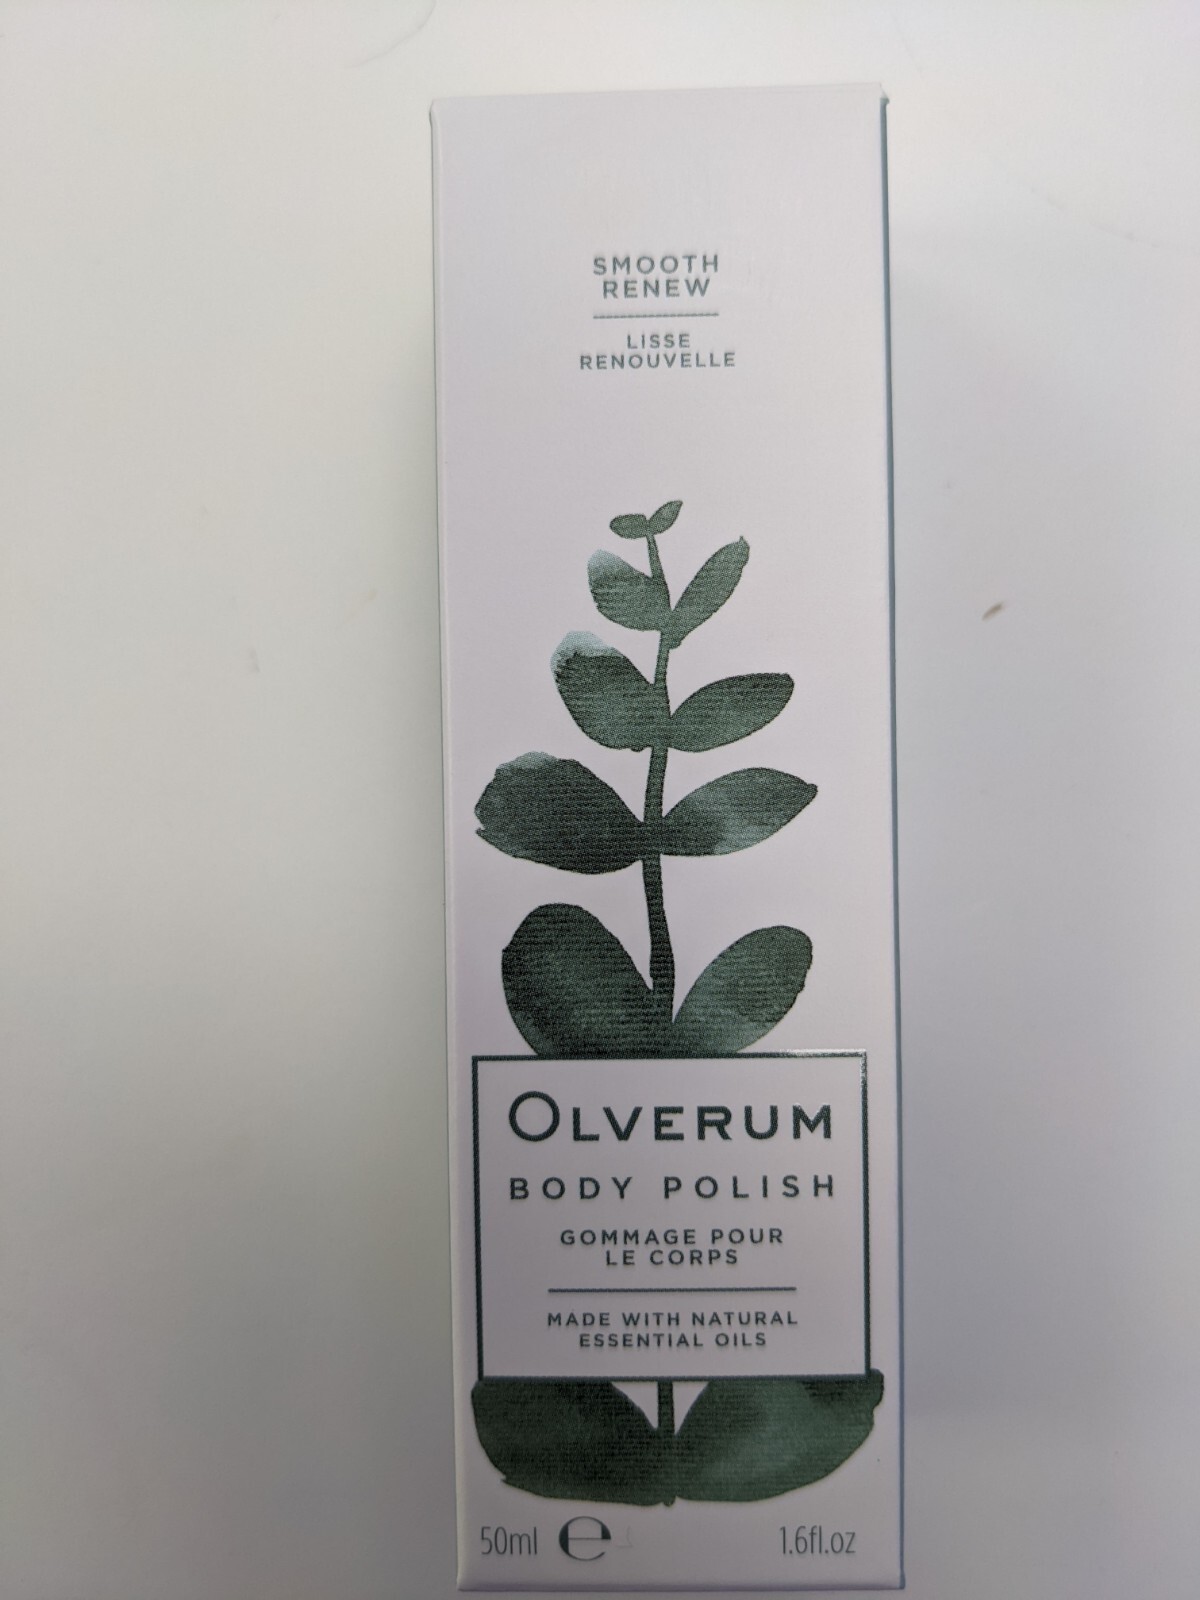 SMOOTH
RENEW
LISSE
RENOUVELLE
OLVERUM
BODY POLISH
GOMMAGE POUR
LE CORPS
MADE WITH NATURAL
ESSENTIAL OILS
50ml ℮ 1.6fl.oz